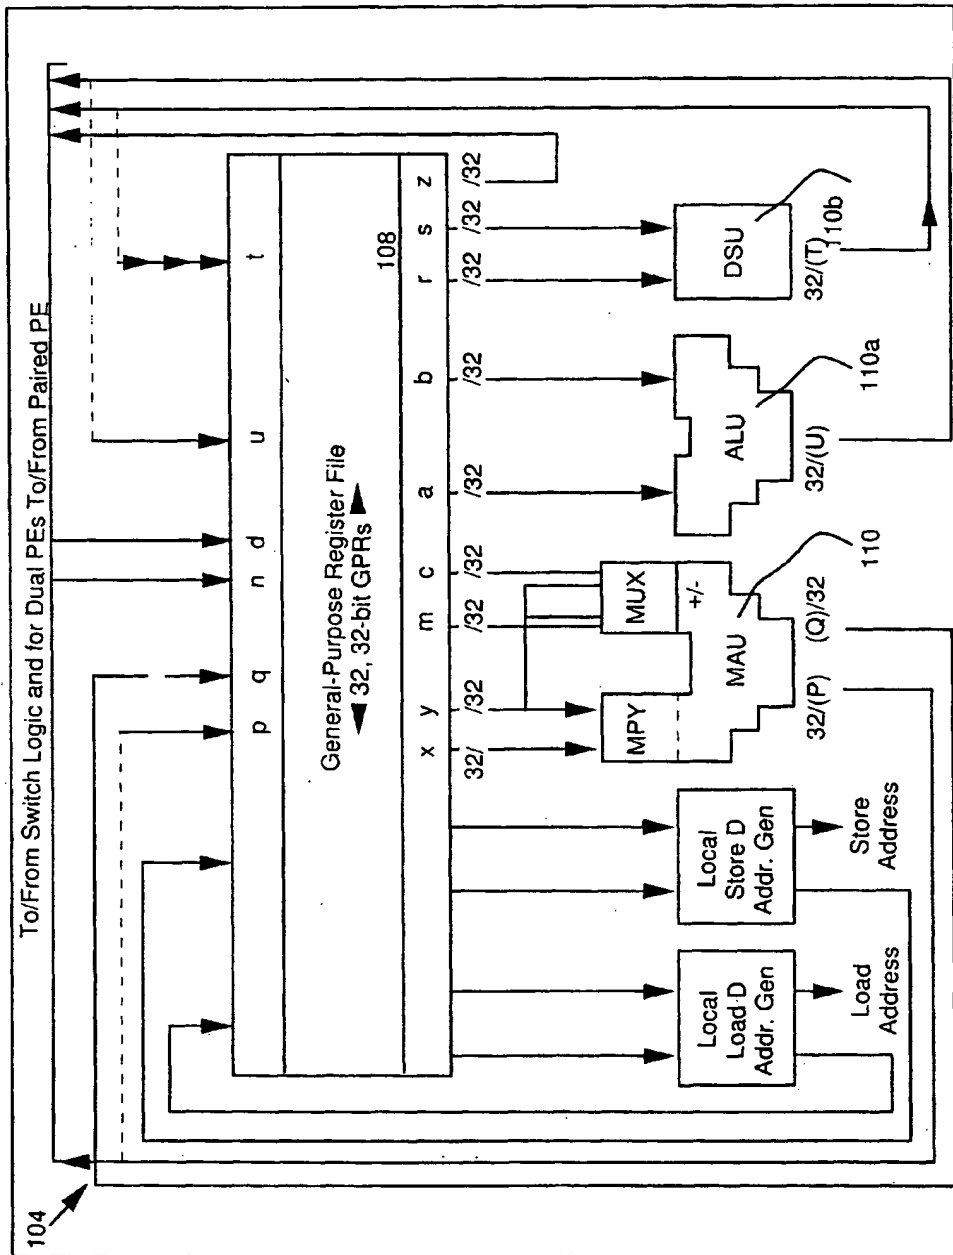 104
To/From Switch Logic and for Dual PEs To/From Paired PE
p q n d u t
General-Purpose Register File
◄ 32, 32-bit GPRs ►
108
x y m c a b r s z
32/ /32 /32 /32 /32 /32 /32 /32 /32
Local
Load D
Addr. Gen
Local
Store D
Addr. Gen
MPY
MUX
+/-
MAU
ALU
DSU
Load
Address
Store
Address
32/(P)
(Q)/32
110
32/(U)
110a
32/(T)
110b